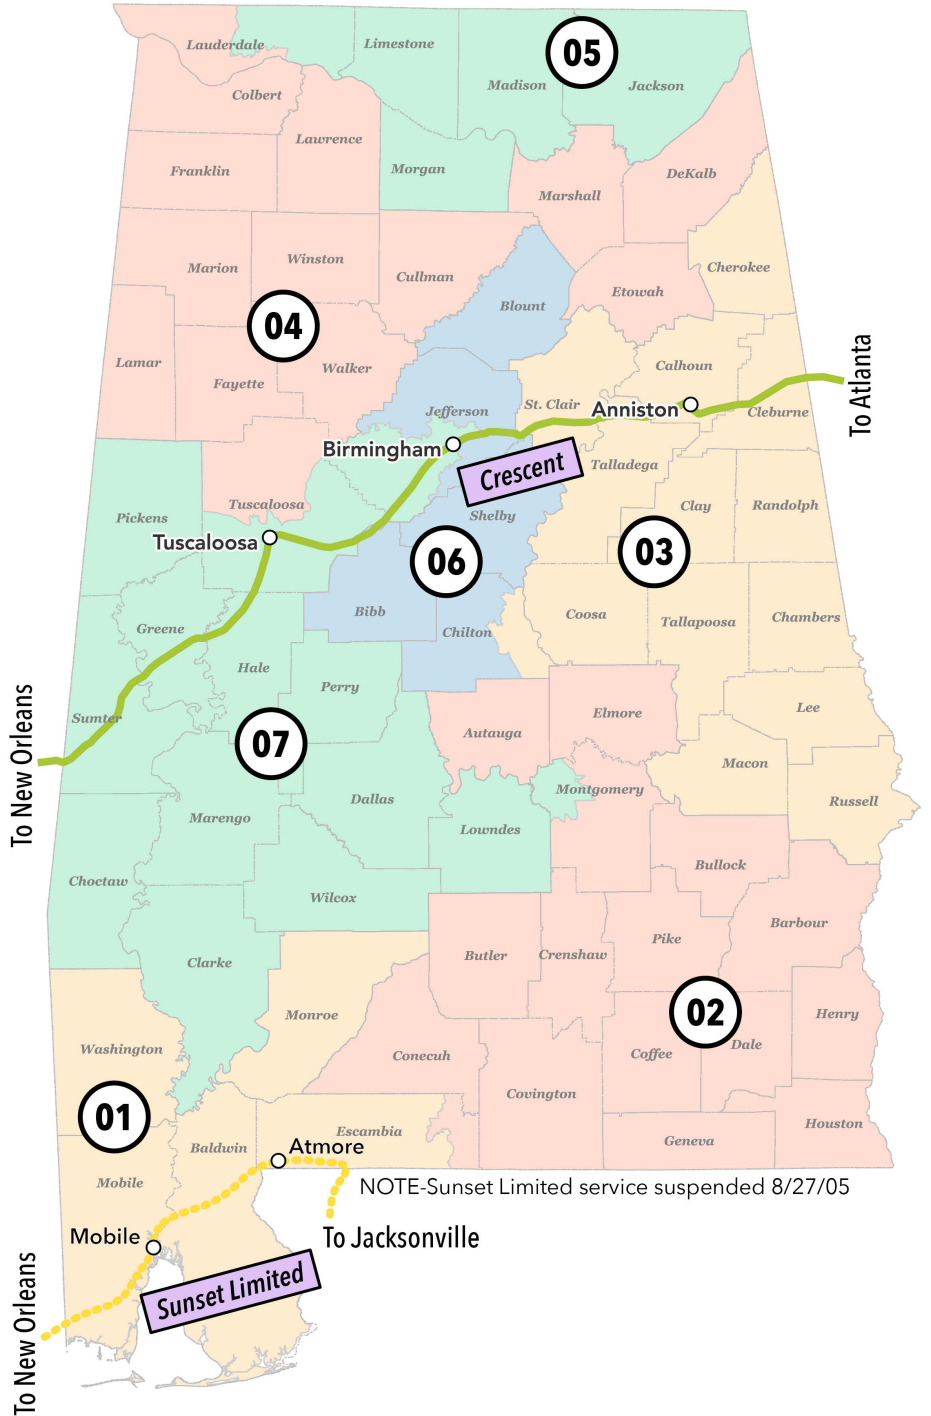 Lauderdale
Limestone
05
Madison
Jackson
Colbert
Lawrence
Franklin
Morgan
DeKalb
Marshall
Marion
Winston
Cullman
Cherokee
Etowah
Blount
04
Lamar
Fayette
Walker
Calhoun
To Atlanta
Jefferson
St. Clair
Anniston
Cleburne
Birmingham
Crescent
Talladega
Tuscaloosa
Pickens
Shelby
Clay
Randolph
Tuscaloosa
06
03
Bibb
Chilton
Coosa
Tallapoosa
Chambers
Greene
Hale
Perry
Sumter
To New Orleans
07
Autauga
Elmore
Lee
Macon
Montgomery
Russell
Dallas
Marengo
Lowndes
Bullock
Choctaw
Wilcox
Barbour
Pike
Butler
Crenshaw
Clarke
02
Henry
Monroe
Washington
Conecuh
Coffee
Dale
Covington
01
Houston
Escambia
Geneva
Baldwin
Atmore
Mobile
NOTE-Sunset Limited service suspended 8/27/05
Mobile
To Jacksonville
Sunset Limited
To New Orleans